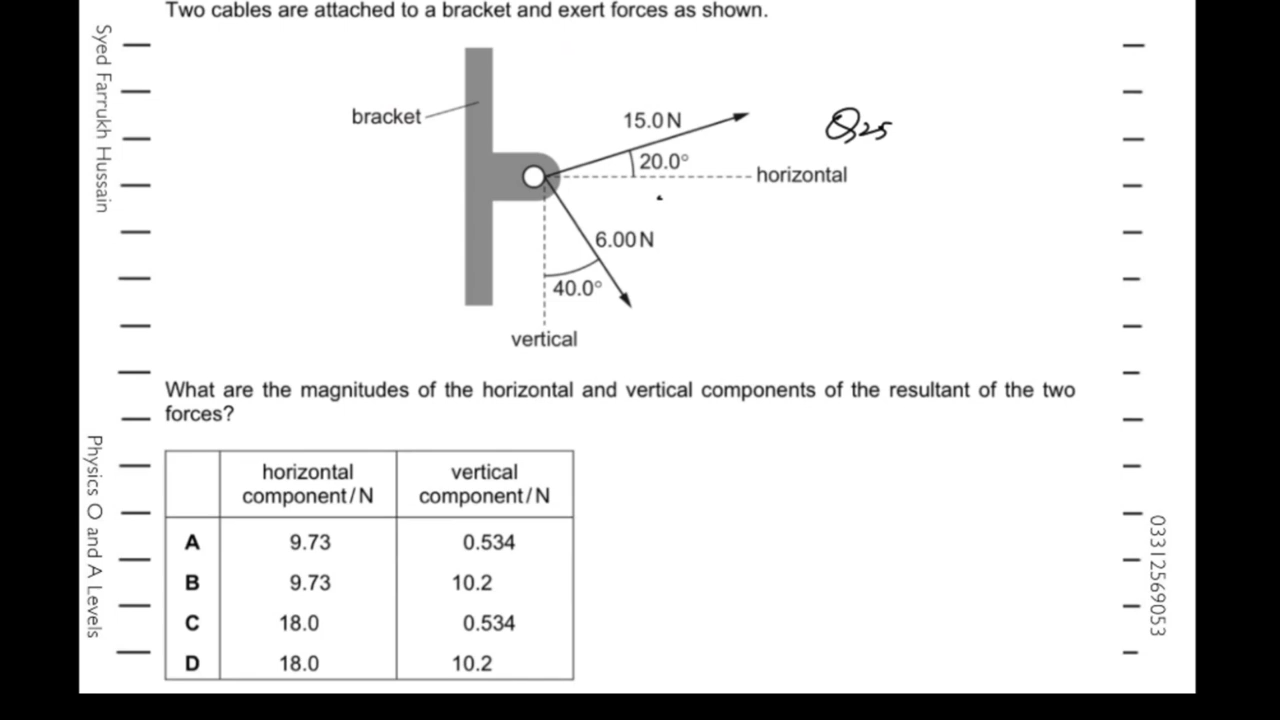 Two cables are attached to a bracket and exert forces as shown.
Syed Farrukh Hussain
bracket
15.0 N
Q25
20.0°
horizontal
6.00 N
40.0°
vertical
What are the magnitudes of the horizontal and vertical components of the resultant of the two
forces?
horizontal component / N vertical component / N
A 9.73 0.534
B 9.73 10.2
C 18.0 0.534
D 18.0 10.2
Physics O and A Levels
03312569053